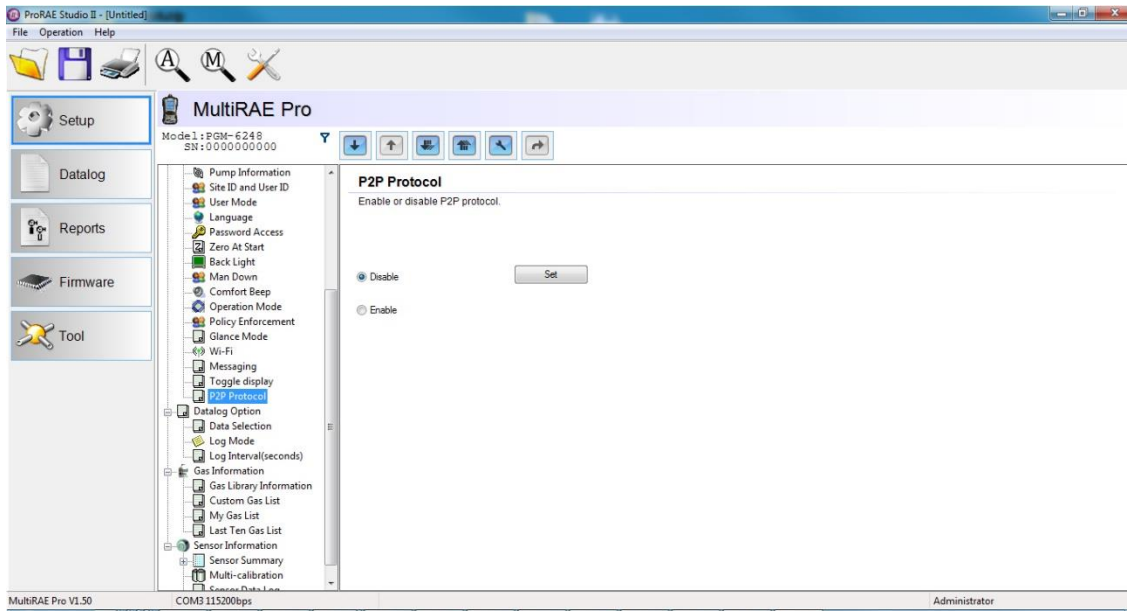 ProRAE Studio II - [Untitled]
File Operation Help
A M
Setup
Datalog
Reports
Firmware
Tool
MultiRAE Pro
Model:PGM-6248
SN:0000000000
Pump Information
Site ID and User ID
User Mode
Language
Password Access
Zero At Start
Back Light
Man Down
Comfort Beep
Operation Mode
Policy Enforcement
Glance Mode
Wi-Fi
Messaging
Toggle display
P2P Protocol
Datalog Option
Data Selection
Log Mode
Log Interval(seconds)
Gas Information
Gas Library Information
Custom Gas List
My Gas List
Last Ten Gas List
Sensor Information
Sensor Summary
Multi-calibration
Sensor Data Log
P2P Protocol
Enable or disable P2P protocol.
Disable
Set
Enable
MultiRAE Pro V1.50
COM3 115200bps
Administrator